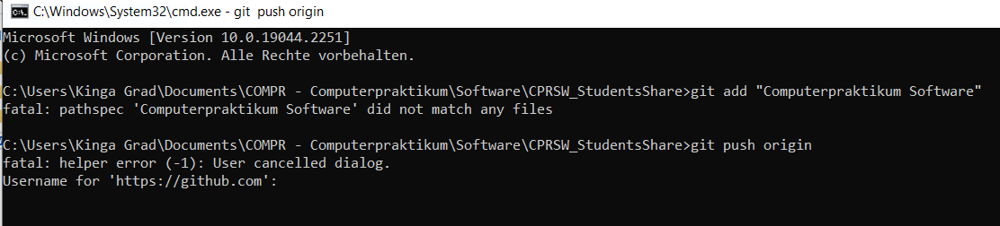 C:\Windows\System32\cmd.exe - git  push origin
Microsoft Windows [Version 10.0.19044.2251]
(c) Microsoft Corporation. Alle Rechte vorbehalten.
C:\Users\Kinga Grad\Documents\COMPR - Computerpraktikum\Software\CPRSW_StudentsShare>git add "Computerpraktikum Software"
fatal: pathspec 'Computerpraktikum Software' did not match any files
C:\Users\Kinga Grad\Documents\COMPR - Computerpraktikum\Software\CPRSW_StudentsShare>git push origin
fatal: helper error (-1): User cancelled dialog.
Username for 'https://github.com':